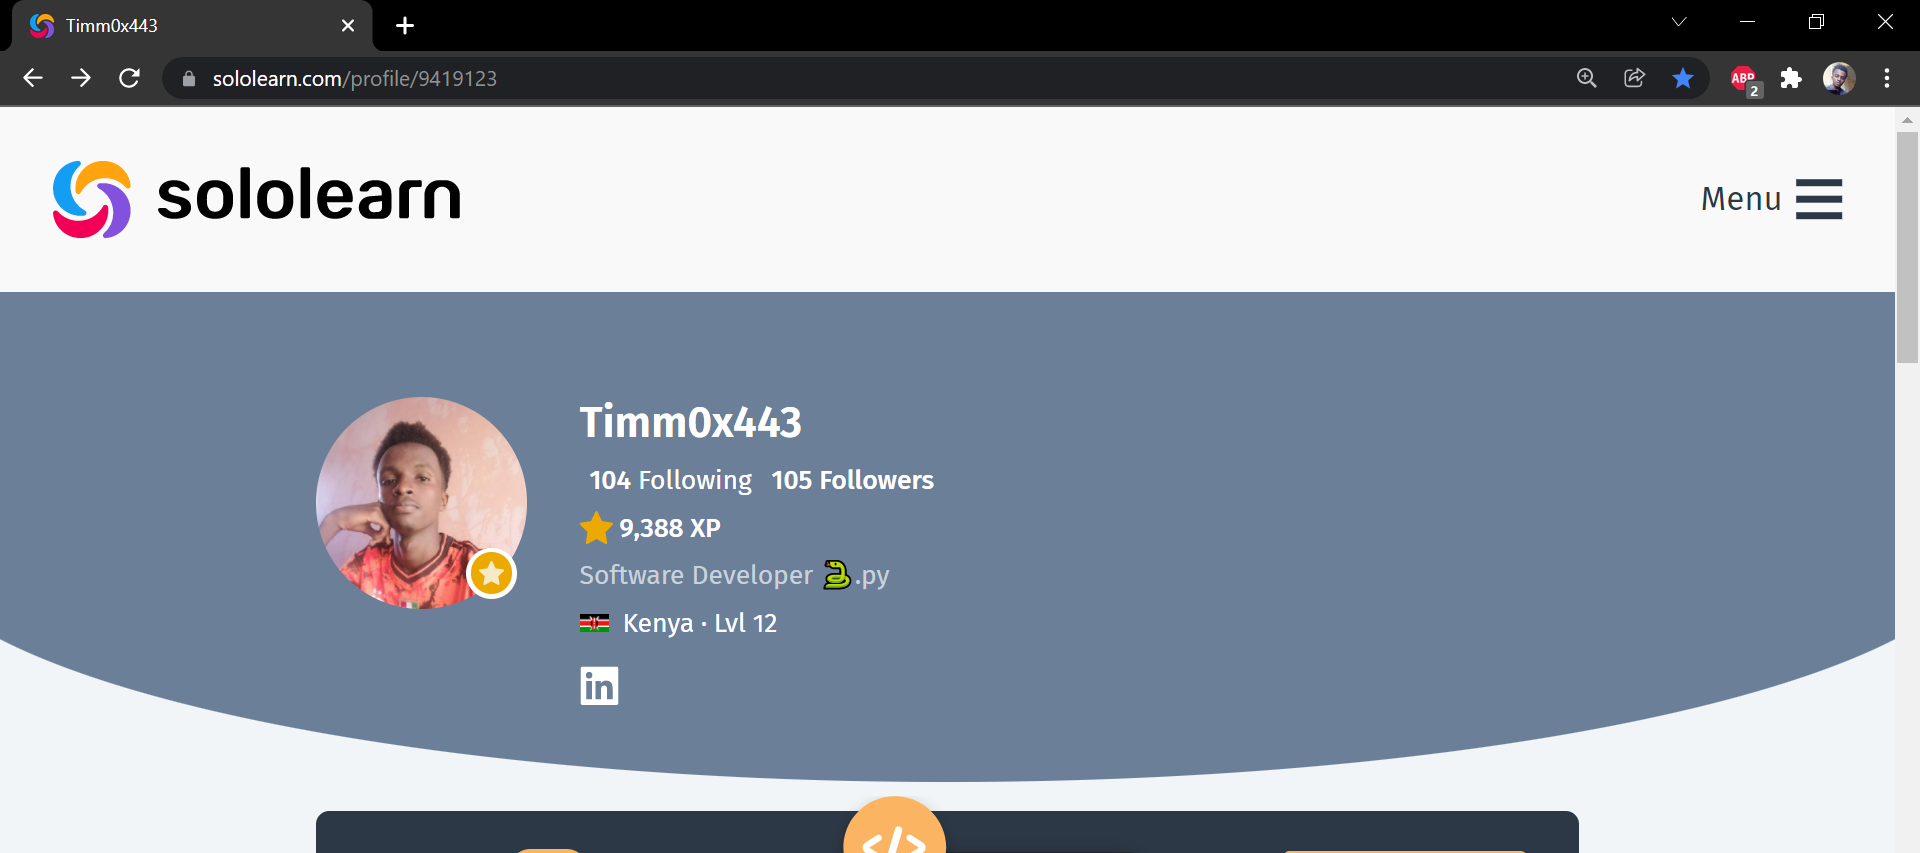 Timm0x443
sololearn.com/profile/9419123
ABP
2
sololearn
Menu
Timm0x443
104 Following 105 Followers
9,388 XP
Software Developer 🐍.py
Kenya · Lvl 12
in
</>